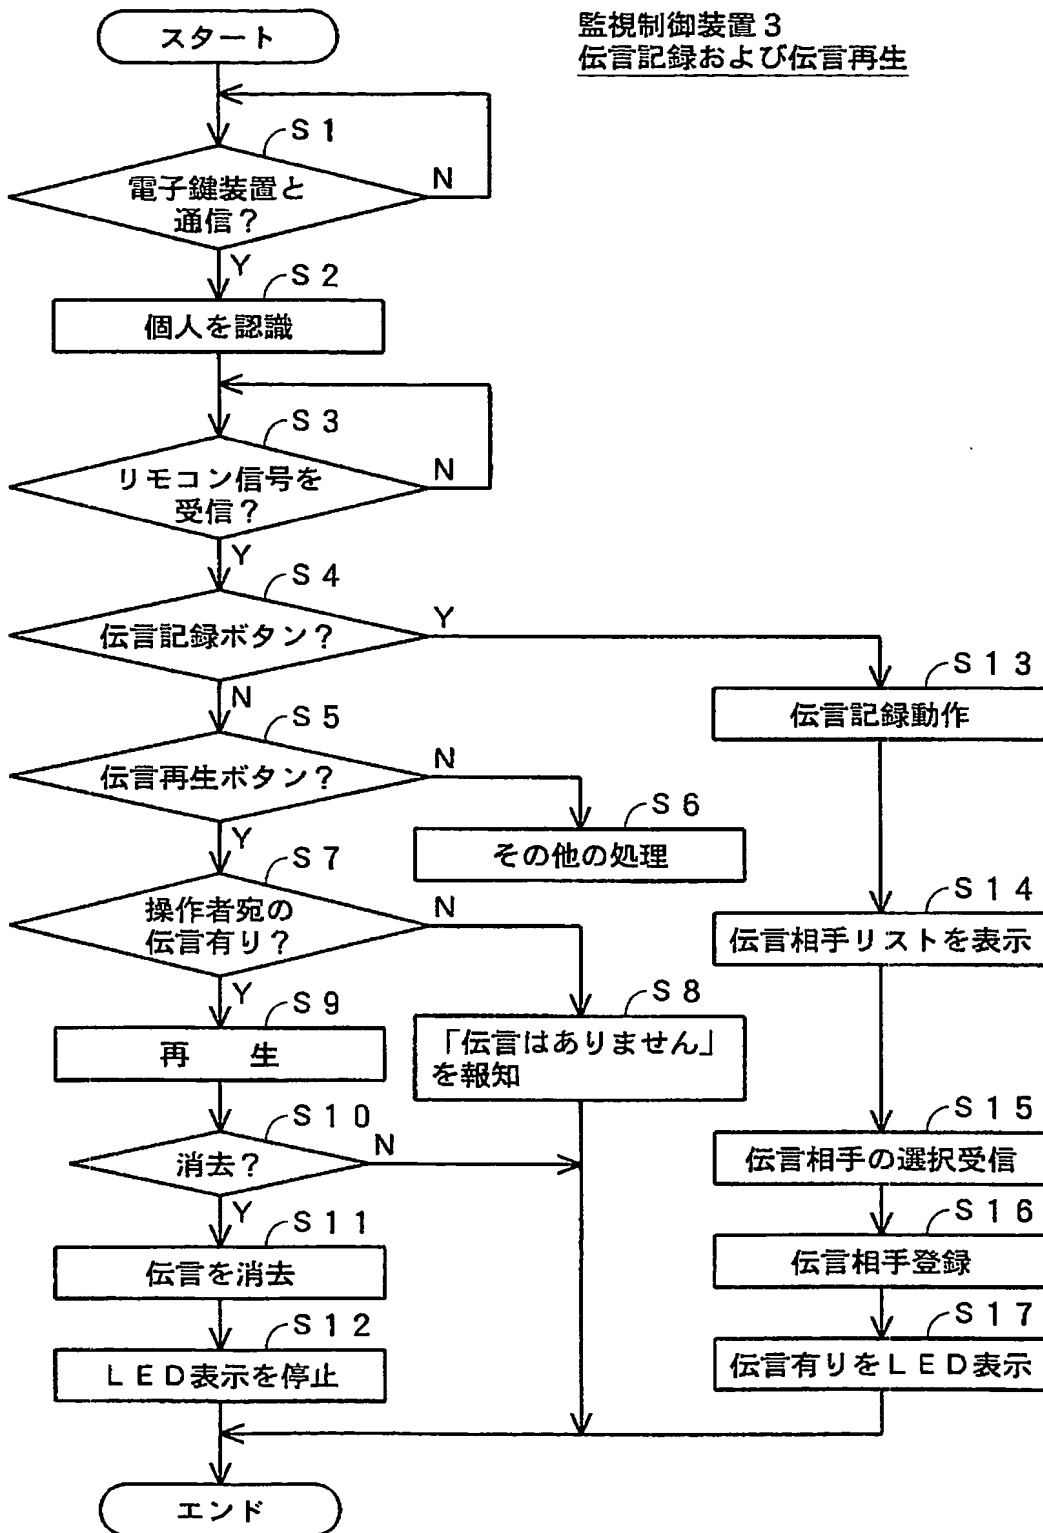 監視制御装置3
伝言記録および伝言再生
スタート
S1
電子鍵装置と
通信?
N
Y
S2
個人を認識
S3
リモコン信号を
受信?
N
Y
S4
伝言記録ボタン?
Y
N
S13
伝言記録動作
S5
伝言再生ボタン?
N
Y
S6
その他の処理
S7
操作者宛の
伝言有り?
N
Y
S14
伝言相手リストを表示
S8
「伝言はありません」
を報知
S9
再 生
S10
消去?
N
Y
S15
伝言相手の選択受信
S11
伝言を消去
S16
伝言相手登録
S12
LED表示を停止
S17
伝言有りをLED表示
エンド